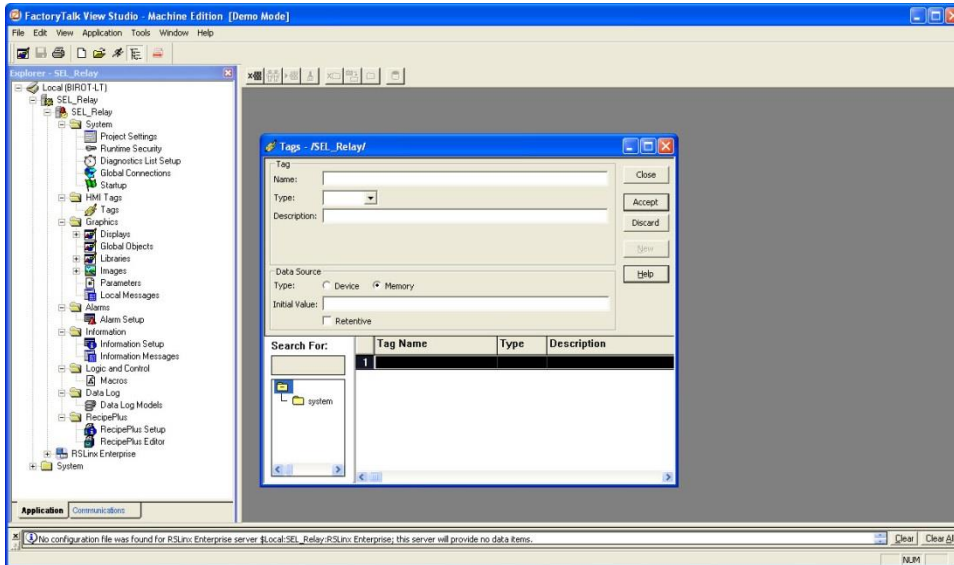 FactoryTalk View Studio - Machine Edition [Demo Mode]
File Edit View Application Tools Window Help
Explorer - SEL_Relay
Local (BIROT-LT)
SEL_Relay
SEL_Relay
System
Project Settings
Runtime Security
Diagnostics List Setup
Global Connections
Startup
HMI Tags
Tags
Graphics
Displays
Global Objects
Libraries
Images
Parameters
Local Messages
Alarms
Alarm Setup
Information
Information Setup
Information Messages
Logic and Control
Macros
Data Log
Data Log Models
RecipePlus
RecipePlus Setup
RecipePlus Editor
RSLinx Enterprise
System
Application Communications
Tags - /SEL_Relay/
Tag
Name:
Type:
Description:
Close
Accept
Discard
New
Help
Data Source
Type: Device Memory
Initial Value:
Retentive
Search For:
system
Tag Name Type Description
1
No configuration file was found for RSLinx Enterprise server $Local:SEL_Relay:RSLinx Enterprise; this server will provide no data items.
Clear Clear All
NUM